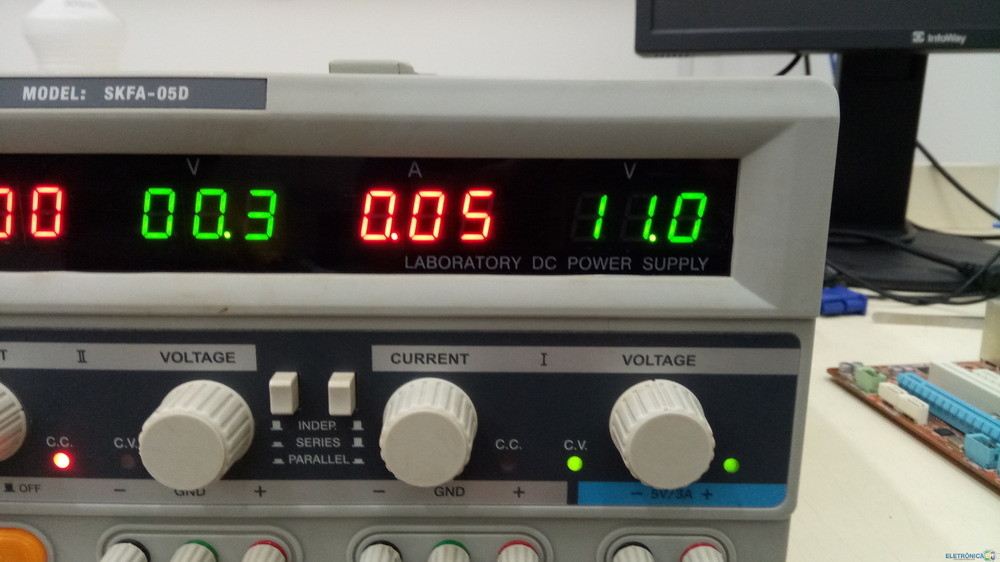 InfoWay
MODEL: SKFA-05D
V A V
00 00.3 0.05 11.0
LABORATORY DC POWER SUPPLY
T II VOLTAGE CURRENT I VOLTAGE
INDEP.
SERIES
PARALLEL
C.C. C.V. C.C. C.V.
OFF - GND + - GND + - 5V/3A +
ELETRÔNICA